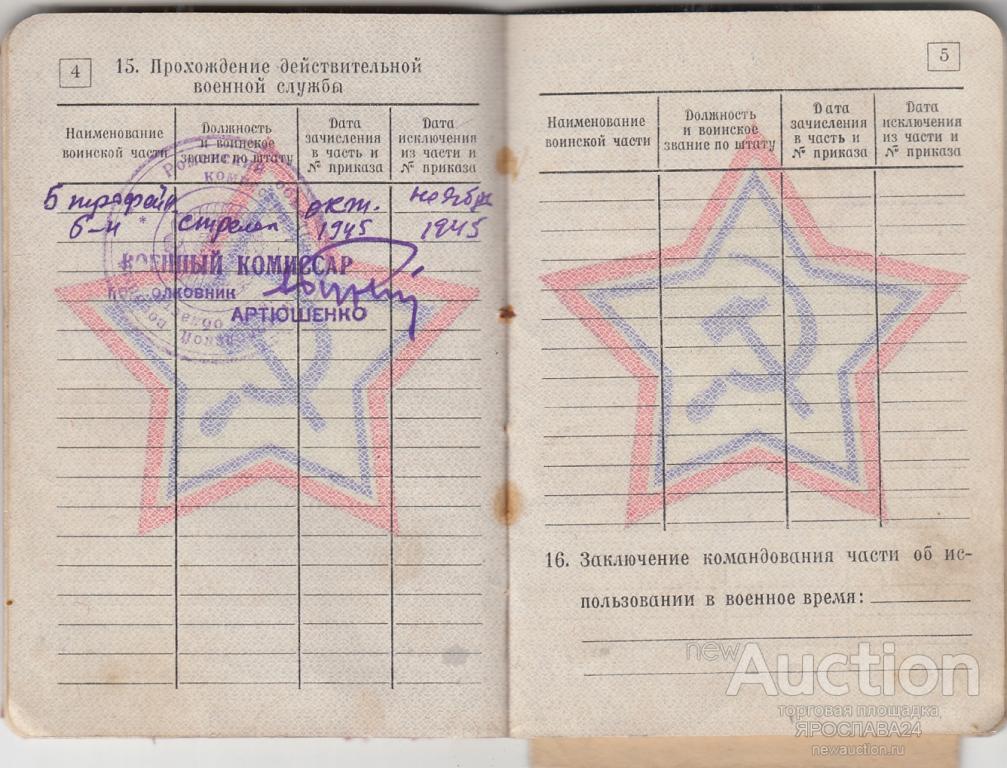 4
15. Прохождение действительной
военной службы
Наименование
воинской части
Должность
и воинское
звание по штату
Дата
зачисления
в часть и
№ приказа
Дата
исключения
из части и
№ приказа
5
б-н
стрелок
окт.
1945
ноябрь
1945
ВОЕННЫЙ КОМИССАР
АРТЮШЕНКО
5
Наименование
воинской части
Должность
и воинское
звание по штату
Дата
зачисления
в часть и
№ приказа
Дата
исключения
из части и
№ приказа
16. Заключение командования части об ис-
пользовании в военное время:
newAuction
торговая площадка
ЯРОСЛАВА24
newauction.ru